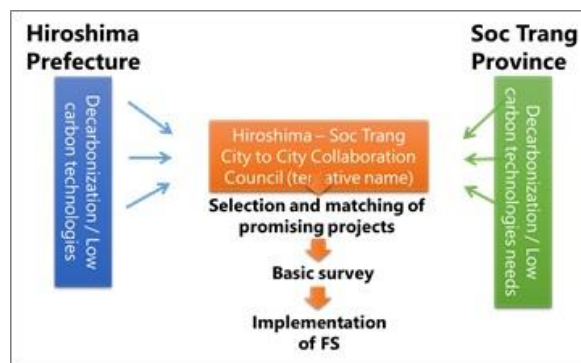 Hiroshima
Prefecture
Soc Trang
Province
Decarbonization / Low
carbon technologies
Hiroshima – Soc Trang
City to City Collaboration
Council (tentative name)
Selection and matching of
promising projects
Basic survey
Implementation
of FS
Decarbonization / Low
carbon technologies needs